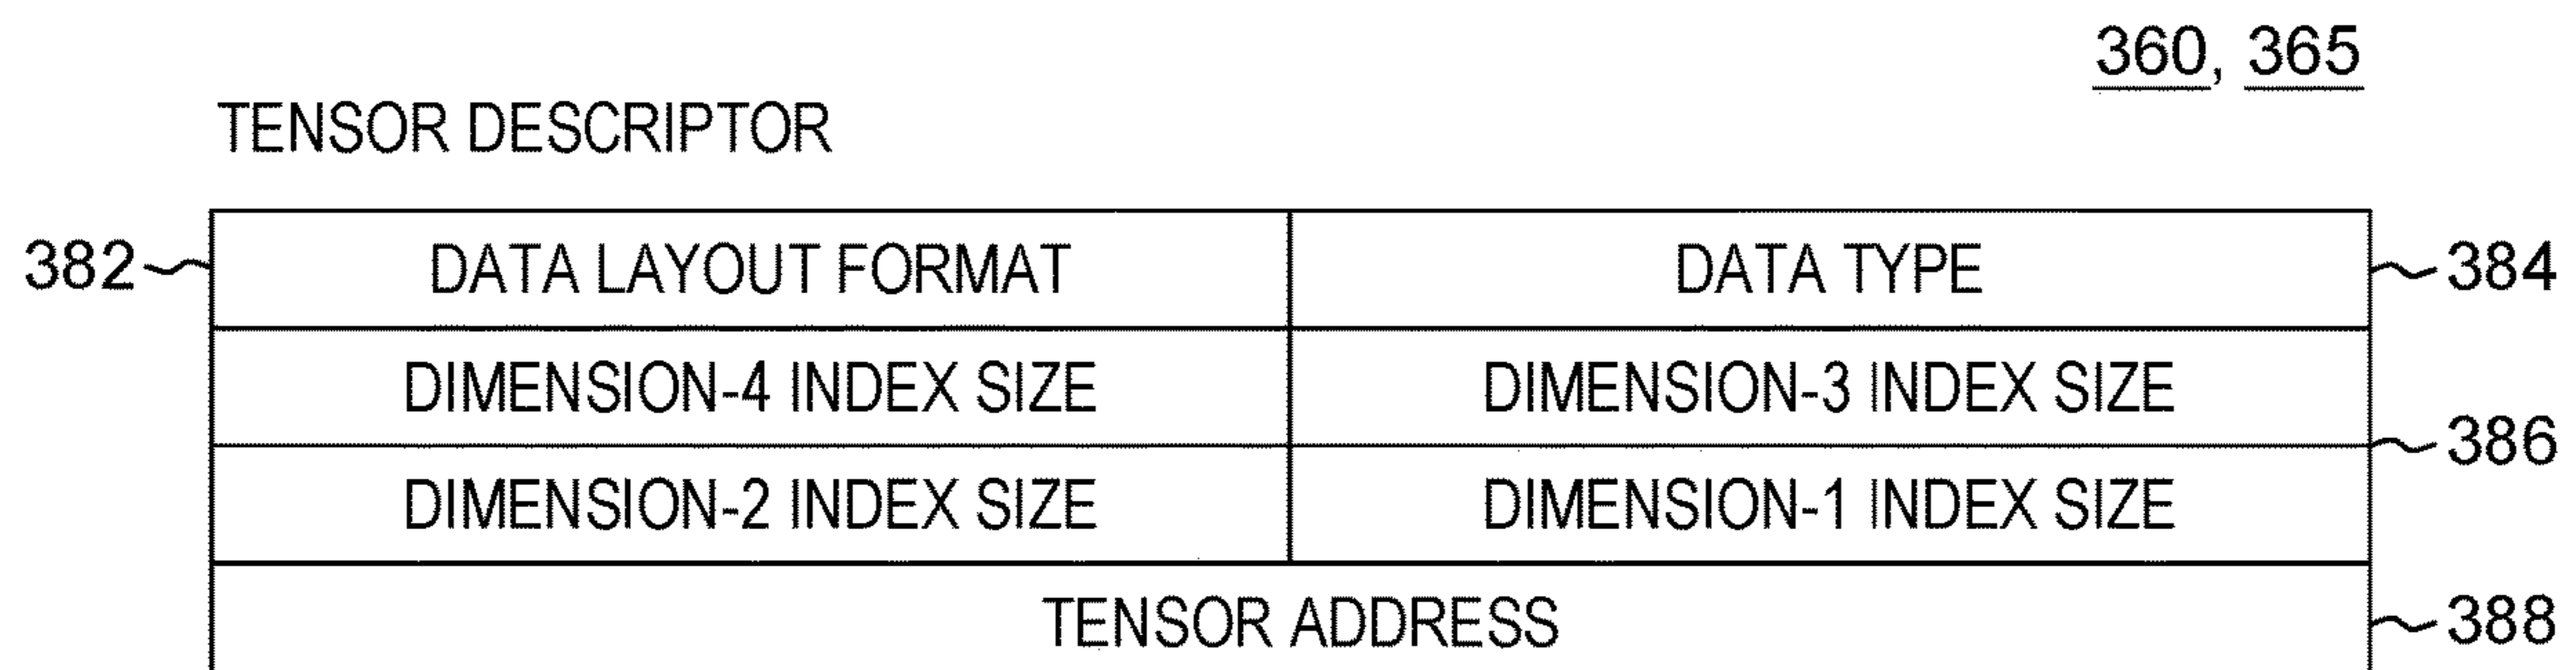 360, 365
TENSOR DESCRIPTOR
382 DATA LAYOUT FORMAT DATA TYPE 384
DIMENSION-4 INDEX SIZE DIMENSION-3 INDEX SIZE
386
DIMENSION-2 INDEX SIZE DIMENSION-1 INDEX SIZE
TENSOR ADDRESS 388